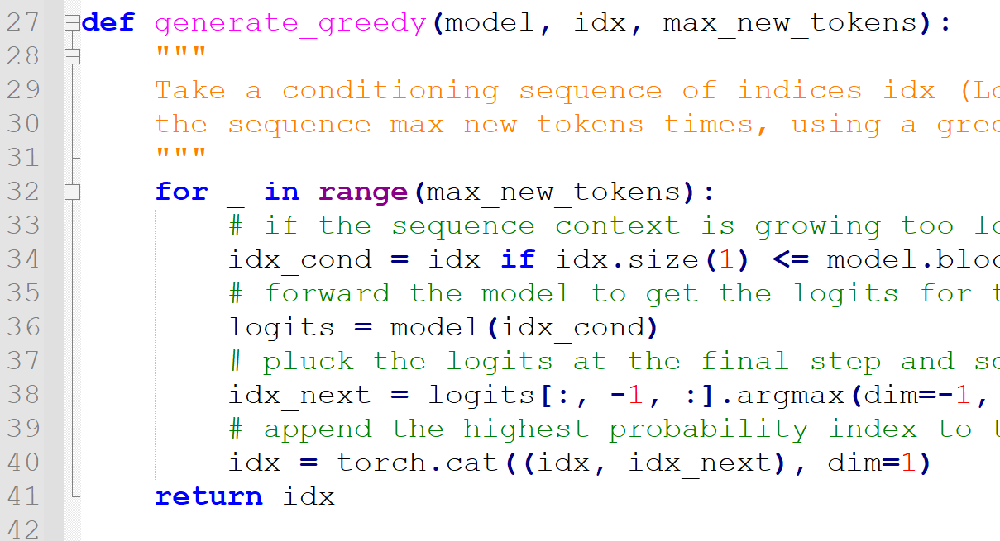 27 def generate_greedy(model, idx, max_new_tokens):
28     """
29     Take a conditioning sequence of indices idx (Lo
30     the sequence max_new_tokens times, using a gree
31     """
32     for _ in range(max_new_tokens):
33         # if the sequence context is growing too lo
34         idx_cond = idx if idx.size(1) <= model.bloc
35         # forward the model to get the logits for t
36         logits = model(idx_cond)
37         # pluck the logits at the final step and se
38         idx_next = logits[:, -1, :].argmax(dim=-1,
39         # append the highest probability index to t
40         idx = torch.cat((idx, idx_next), dim=1)
41     return idx
42